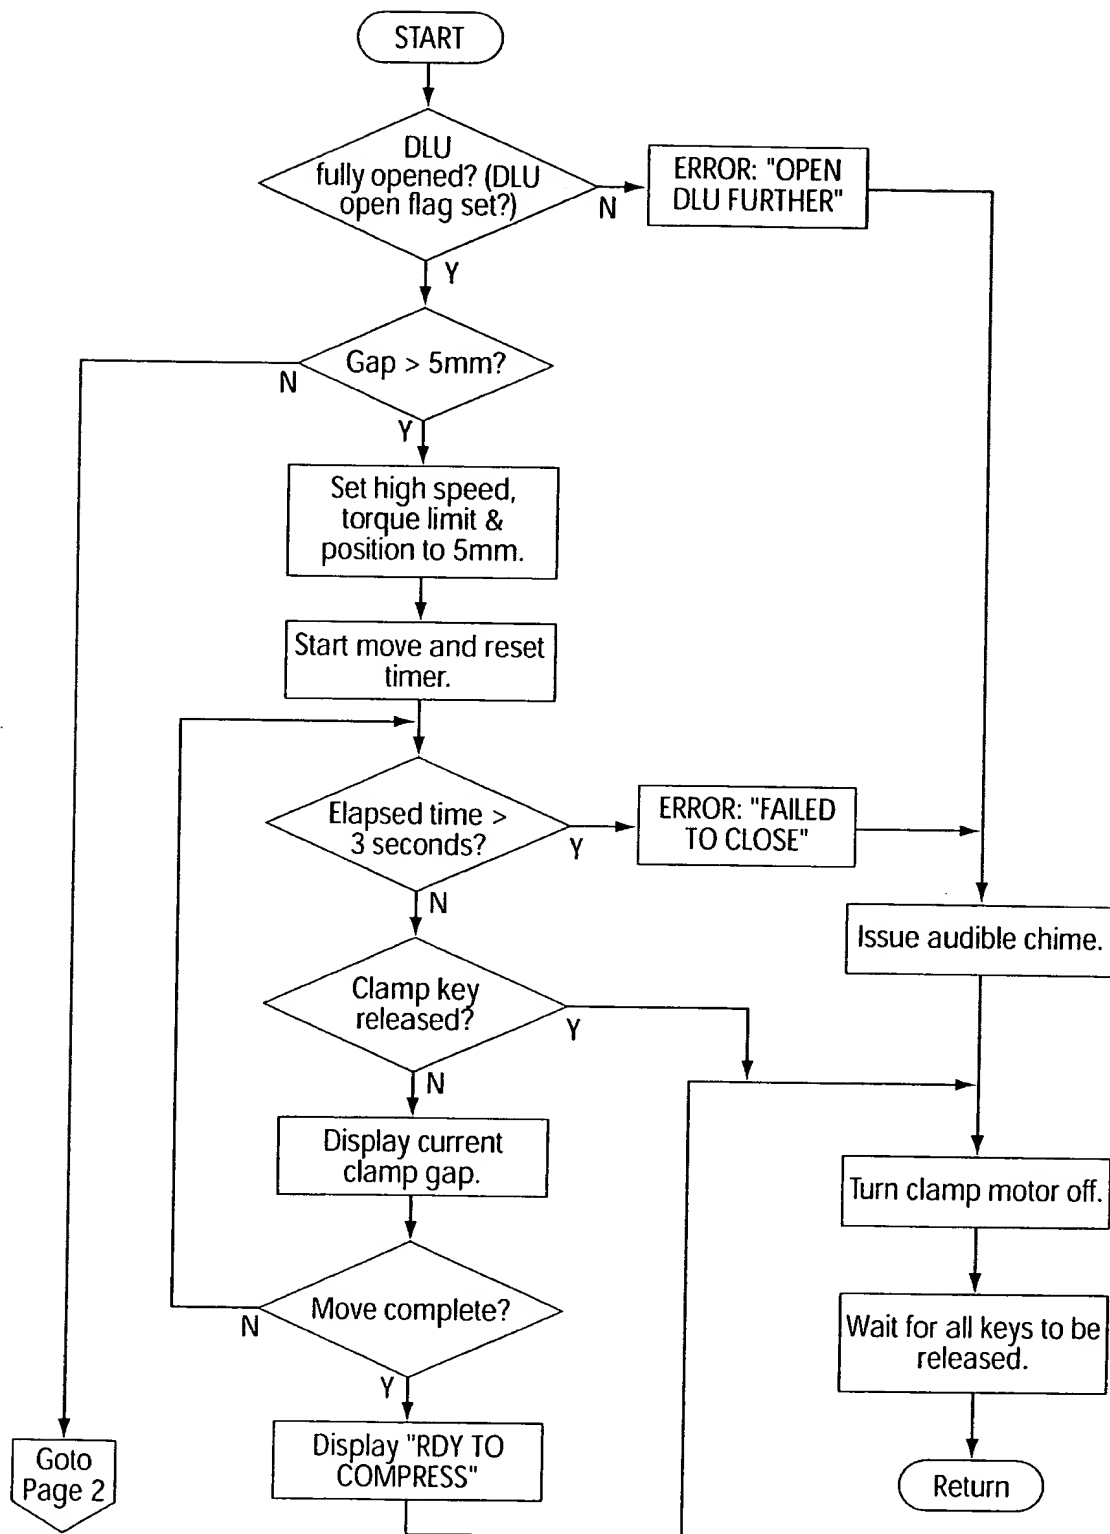 START
DLU
fully opened? (DLU
open flag set?)
N
Y
ERROR: "OPEN
DLU FURTHER"
Gap > 5mm?
N
Y
Set high speed,
torque limit &
position to 5mm.
Start move and reset
timer.
Elapsed time >
3 seconds?
Y
N
ERROR: "FAILED
TO CLOSE"
Issue audible chime.
Clamp key
released?
Y
N
Display current
clamp gap.
Turn clamp motor off.
Move complete?
N
Y
Wait for all keys to be
released.
Display "RDY TO
COMPRESS"
Goto
Page 2
Return